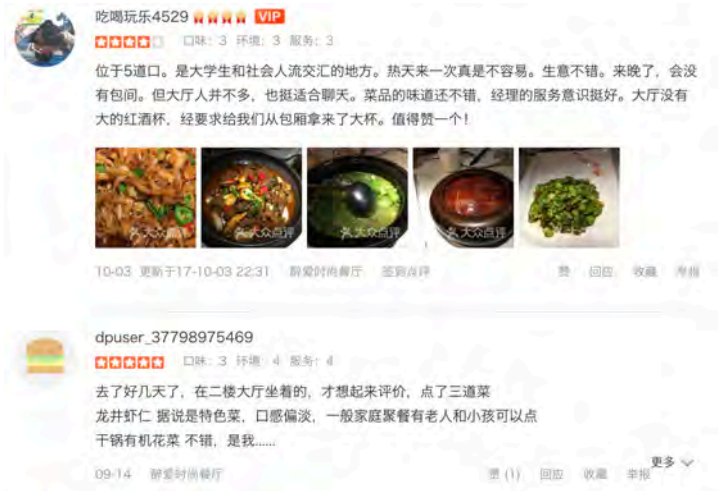 吃喝玩乐4529 VIP
口味：3 环境：3 服务：3
位于5道口。是大学生和社会人流交汇的地方。热天来一次真是不容易。生意不错。来晚了，会没
有包间。但大厅人并不多，也挺适合聊天。菜品的味道还不错，经理的服务意识挺好。大厅没有
大的红酒杯，经要求给我们从包厢拿来了大杯。值得赞一个！
大众点评 大众点评 大众点评 大众点评 大众点评
10-03 更新于17-10-03 22:31 醉爱时尚餐厅 签到点评 赞 回应 收藏 举报
dpuser_37798975469
口味：3 环境：4 服务：4
去了好几天了，在二楼大厅坐着的，才想起来评价，点了三道菜
龙井虾仁 据说是特色菜，口感偏淡，一般家庭聚餐有老人和小孩可以点
干锅有机花菜 不错，是我......
更多
09-14 醉爱时尚餐厅 赞 (1) 回应 收藏 举报